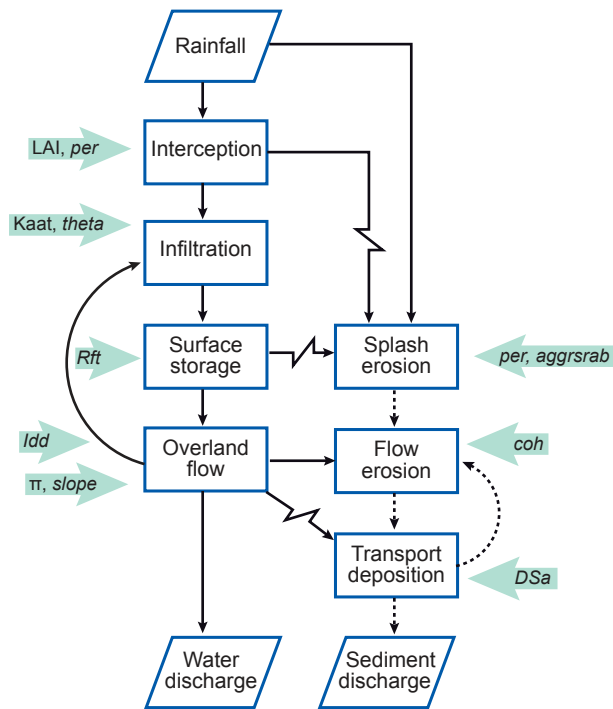 Rainfall
LAI, per
Interception
Kaat, theta
Infiltration
Rft
Surface
storage
Splash
erosion
per, aggrsrab
Idd
π, slope
Overland
flow
Flow
erosion
coh
Transport
deposition
DSa
Water
discharge
Sediment
discharge